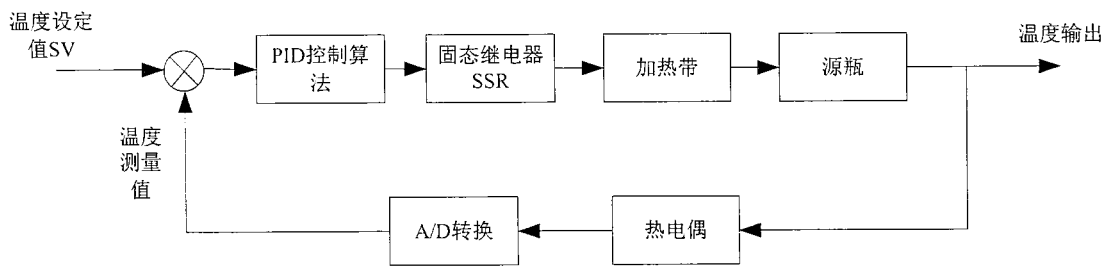 温度设定
值SV
PID控制算
法
固态继电器
SSR
加热带
源瓶
温度输出
温度
测量
值
A/D转换
热电偶